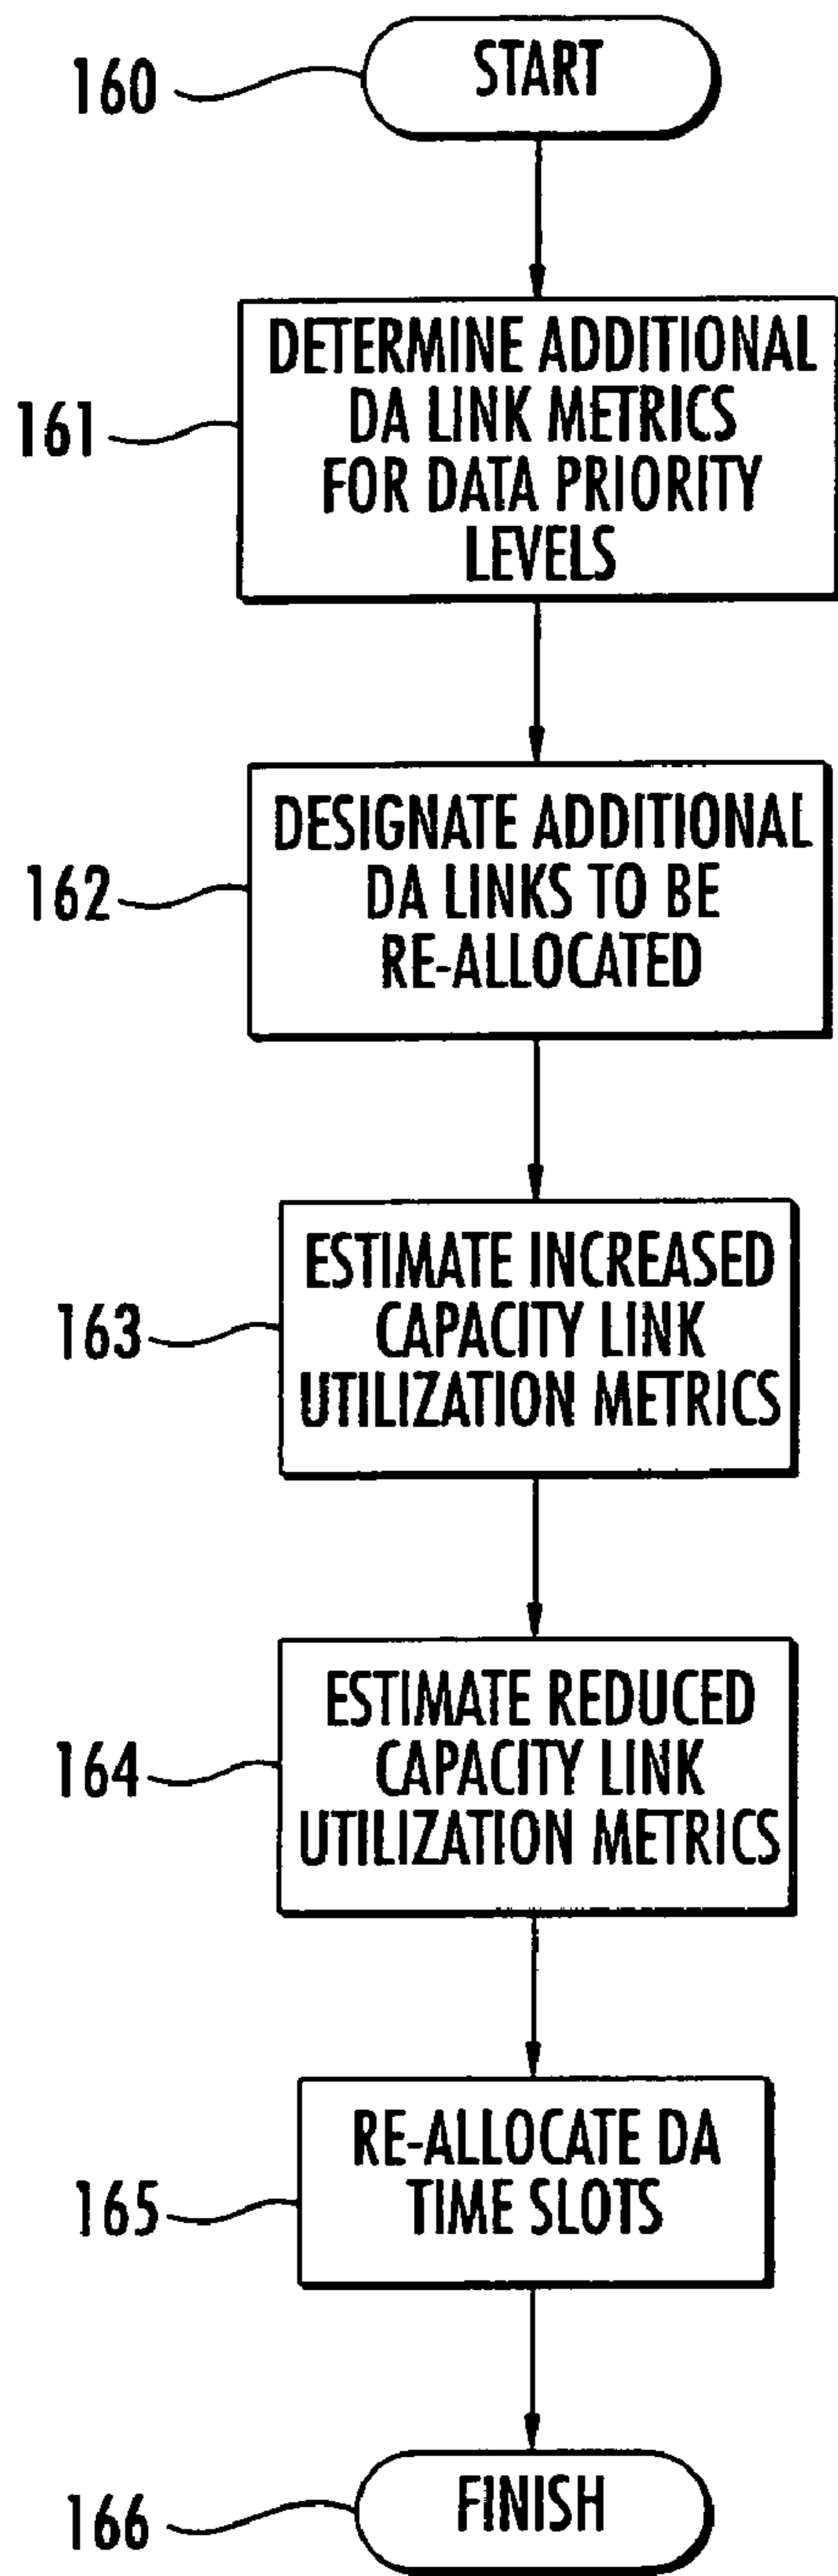 160
START
161
DETERMINE ADDITIONAL
DA LINK METRICS
FOR DATA PRIORITY
LEVELS
162
DESIGNATE ADDITIONAL
DA LINKS TO BE
RE-ALLOCATED
163
ESTIMATE INCREASED
CAPACITY LINK
UTILIZATION METRICS
164
ESTIMATE REDUCED
CAPACITY LINK
UTILIZATION METRICS
165
RE-ALLOCATE DA
TIME SLOTS
166
FINISH